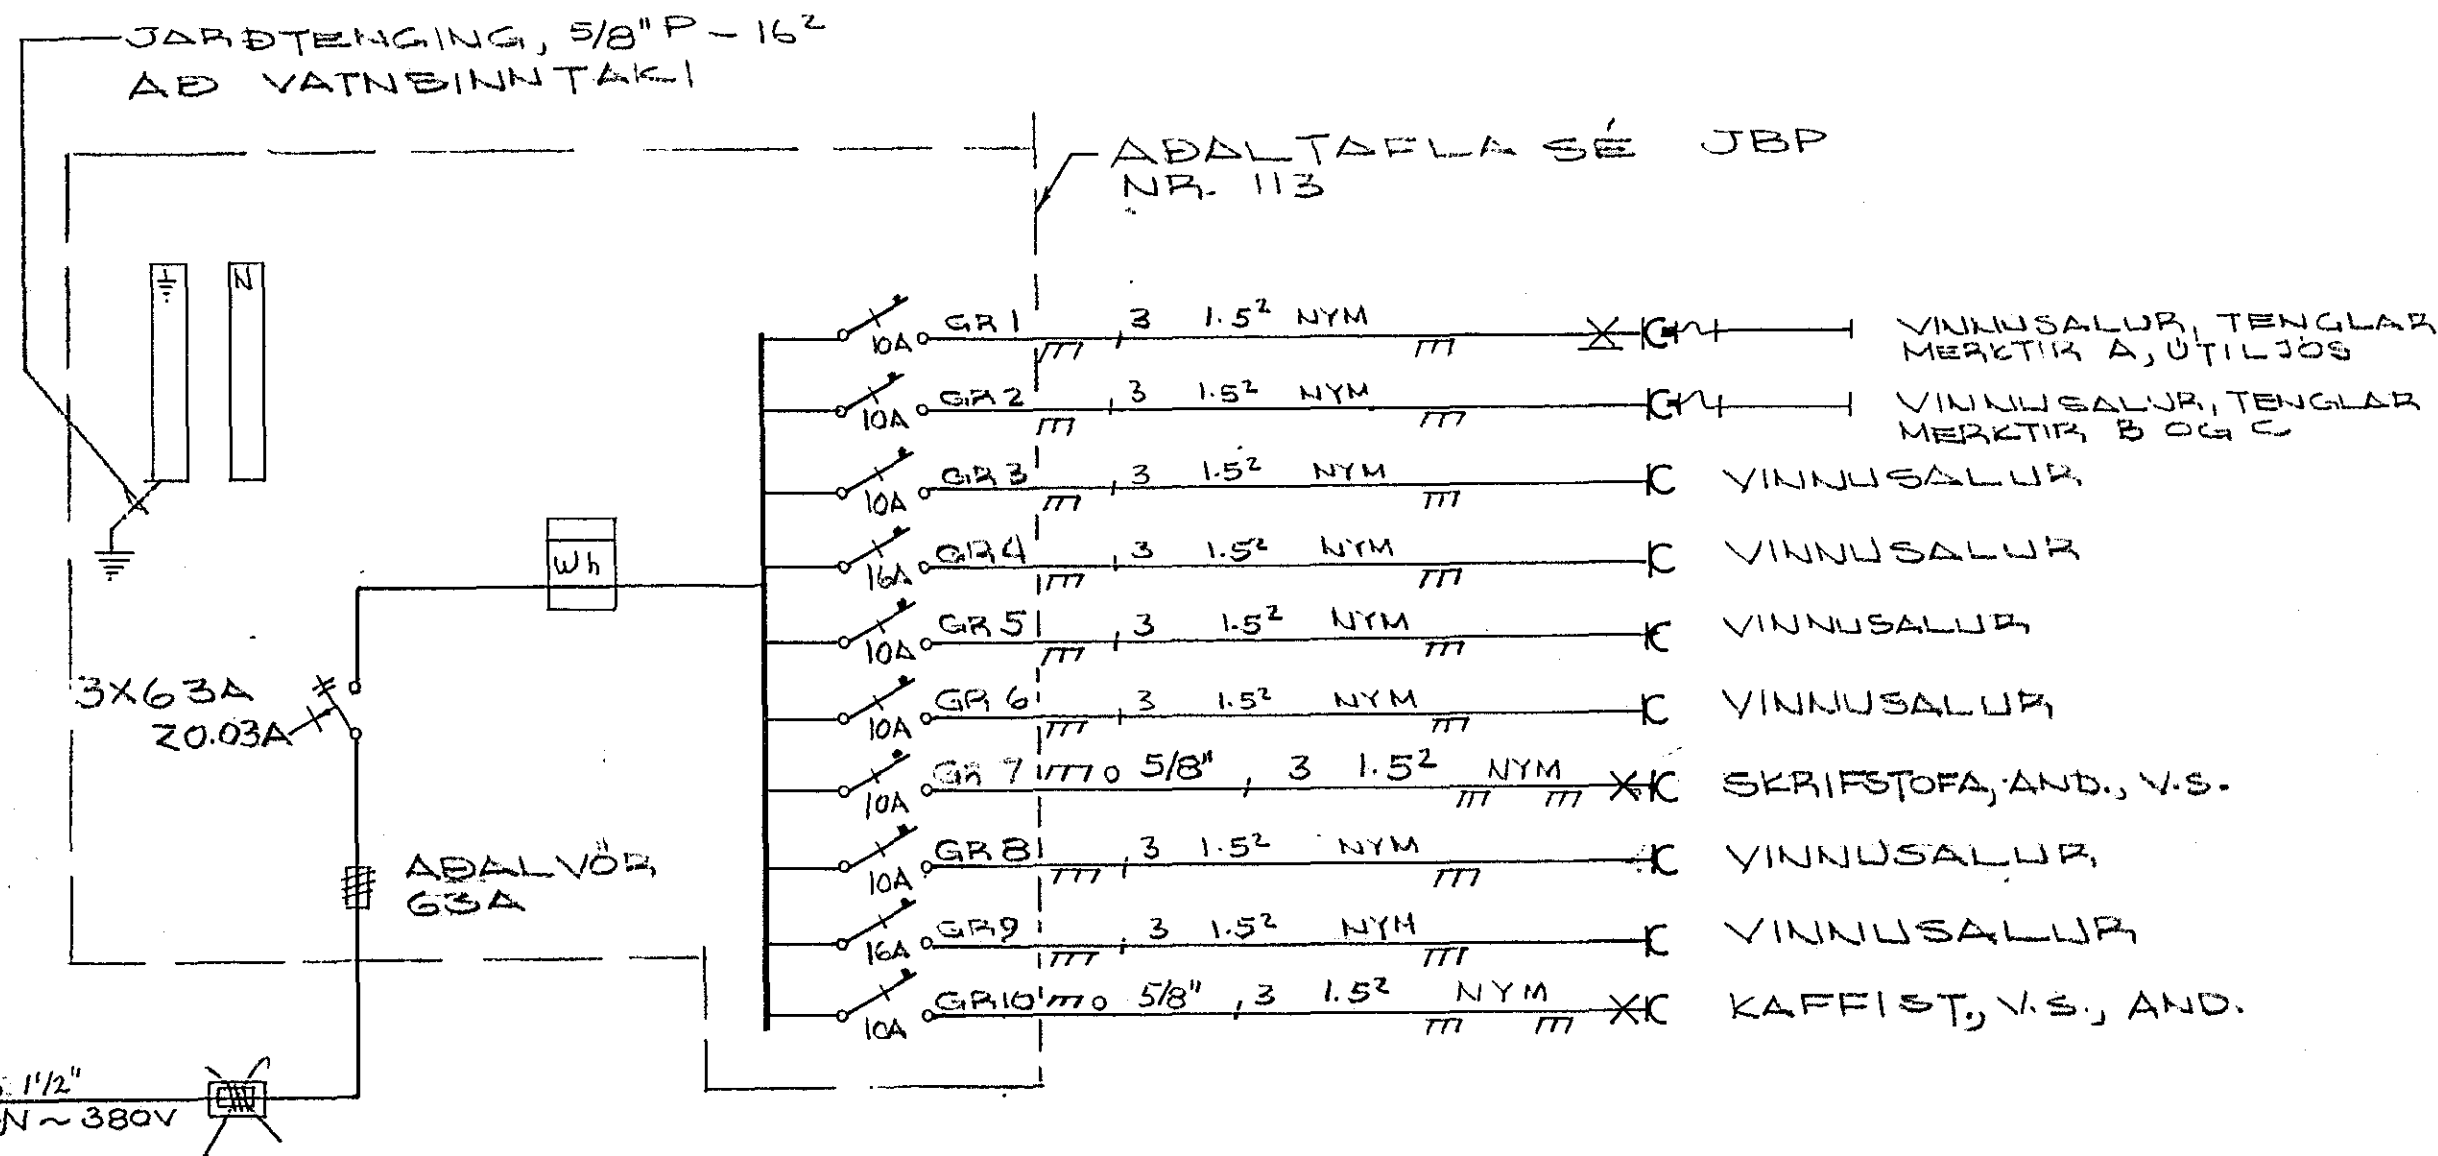 JARÐTENGING, 5/8" P - 16²
AÐ VATNSINNTAKI
AÐALTAFLA SÉ JBP
NR. 113
N
GR 1 3 1.5² NYM
10A
VINNUSALUR, TENGLAR
MERKTIR A, ÚTILJÓS
GR 2 3 1.5² NYM
10A
VINNUSALUR, TENGLAR
MERKTIR B OG C
GR 3 3 1.5² NYM VINNUSALUR
10A
GR 4 3 1.5² NYM VINNUSALUR
16A
Wh
GR 5 3 1.5² NYM VINNUSALUR
10A
GR 6 3 1.5² NYM VINNUSALUR
10A
3X63A
Z0.03A
GR 7 5/8", 3 1.5² NYM SKRIFSTOFA, AND., V.S.
10A
GR 8 3 1.5² NYM VINNUSALUR
10A
AÐALVÖR
63A
GR 9 3 1.5² NYM VINNUSALUR
16A
GR 10 5/8", 3 1.5² NYM KAFFIST., V.S., AND.
10A
1 1/2"
N ~ 380V